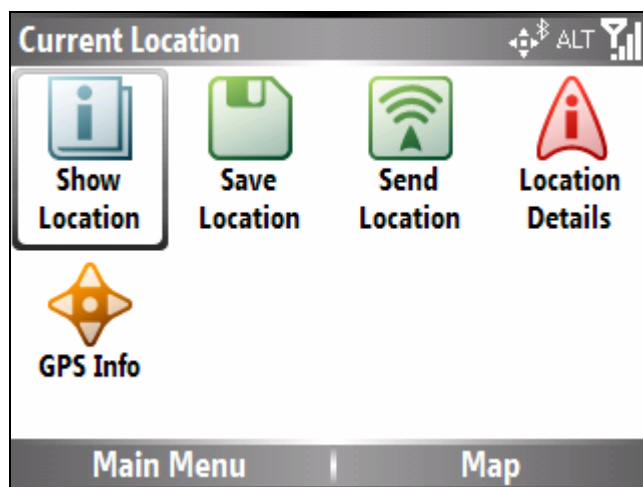 Current Location
ALT
Show
Location
Save
Location
Send
Location
Location
Details
GPS Info
Main Menu
Map